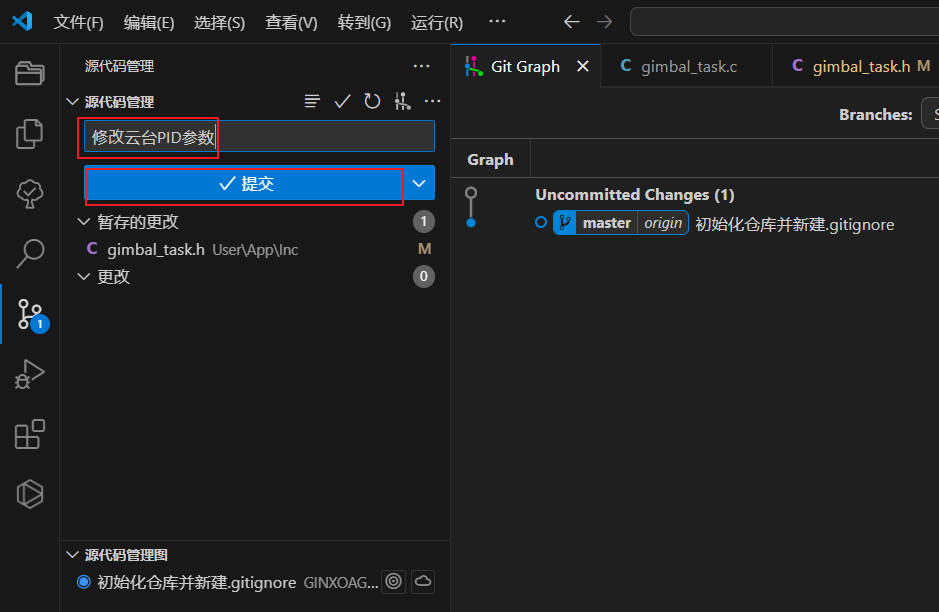 文件(F) 编辑(E) 选择(S) 查看(V) 转到(G) 运行(R) ···
源代码管理 ···
Git Graph
C gimbal_task.c
C gimbal_task.h M
源代码管理 ···
修改云台PID参数
提交
暂存的更改 1
C gimbal_task.h User\App\Inc M
更改 0
1
Branches:
Graph
Uncommitted Changes (1)
master origin 初始化仓库并新建.gitignore
源代码管理图
初始化仓库并新建.gitignore GINXOAG...